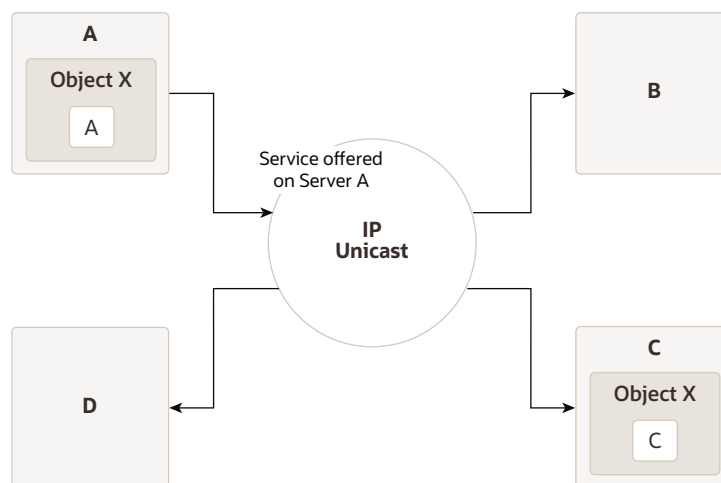 A
Object X
A
B
Service offered
on Server A
IP
Unicast
D
C
Object X
C